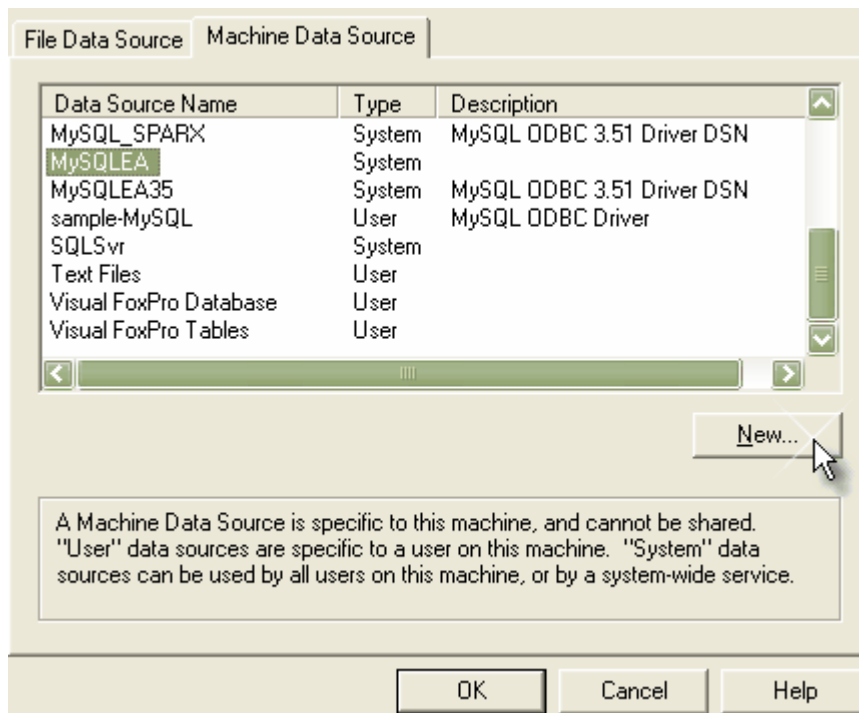 File Data Source Machine Data Source
Data Source Name Type Description
MySQL_SPARX System MySQL ODBC 3.51 Driver DSN
MySQLEA System
MySQLEA35 System MySQL ODBC 3.51 Driver DSN
sample-MySQL User MySQL ODBC Driver
SQLSvr System
Text Files User
Visual FoxPro Database User
Visual FoxPro Tables User
New...
A Machine Data Source is specific to this machine, and cannot be shared.
"User" data sources are specific to a user on this machine. "System" data
sources can be used by all users on this machine, or by a system-wide service.
OK Cancel Help